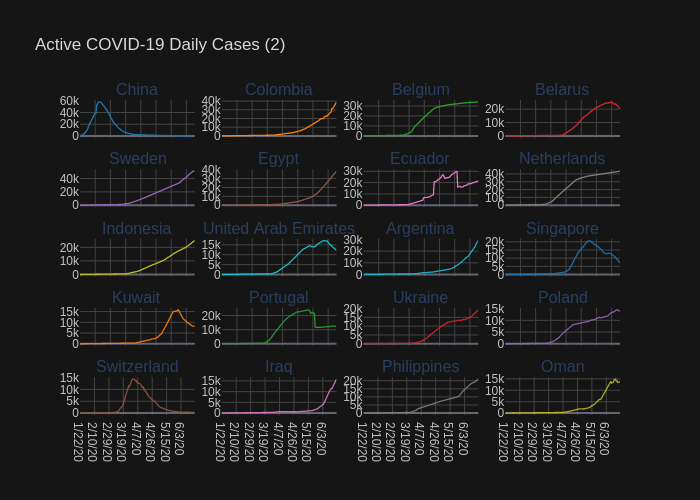 Active COVID-19 Daily Cases (2)
China Colombia Belgium Belarus
60k 40k 20k 0
40k 30k 20k 10k 0
30k 20k 10k 0
20k 10k 0
Sweden Egypt Ecuador Netherlands
40k 20k 0
40k 30k 20k 10k 0
30k 20k 10k 0
40k 30k 20k 10k 0
Indonesia United Arab Emirates Argentina Singapore
20k 10k 0
15k 10k 5k 0
30k 20k 10k 0
20k 15k 10k 5k 0
Kuwait Portugal Ukraine Poland
15k 10k 5k 0
20k 10k 0
20k 15k 10k 5k 0
15k 10k 5k 0
Switzerland Iraq Philippines Oman
15k 10k 5k 0
15k 10k 5k 0
20k 15k 10k 5k 0
15k 10k 5k 0
1/22/20 2/10/20 2/29/20 3/19/20 4/7/20 4/26/20 5/15/20 6/3/20
1/22/20 2/10/20 2/29/20 3/19/20 4/7/20 4/26/20 5/15/20 6/3/20
1/22/20 2/10/20 2/29/20 3/19/20 4/7/20 4/26/20 5/15/20 6/3/20
1/22/20 2/10/20 2/29/20 3/19/20 4/7/20 4/26/20 5/15/20 6/3/20